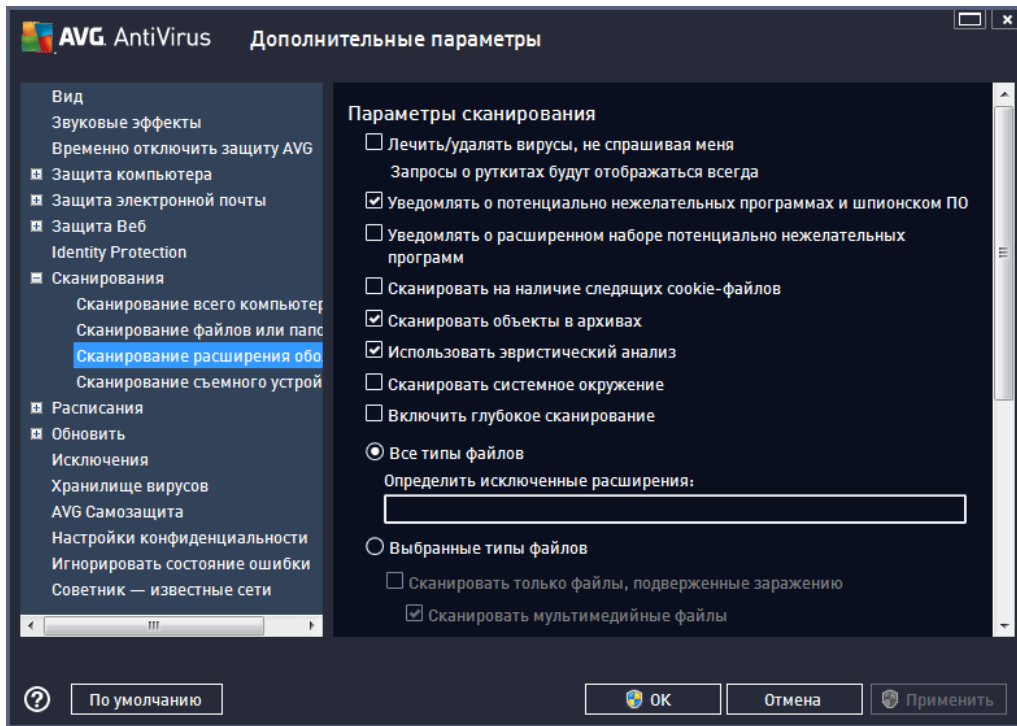 AVG AntiVirus Дополнительные параметры
Вид
Звуковые эффекты
Временно отключить защиту AVG
Защита компьютера
Защита электронной почты
Защита Веб
Identity Protection
Сканирования
Сканирование всего компьютер
Сканирование файлов или папс
Сканирование расширения обо
Сканирование съемного устрой
Расписания
Обновить
Исключения
Хранилище вирусов
AVG Самозащита
Настройки конфиденциальности
Игнорировать состояние ошибки
Советник — известные сети
Параметры сканирования
Лечить/удалять вирусы, не спрашивая меня
Запросы о руткитах будут отображаться всегда
Уведомлять о потенциально нежелательных программах и шпионском ПО
Уведомлять о расширенном наборе потенциально нежелательных
программ
Сканировать на наличие следящих cookie-файлов
Сканировать объекты в архивах
Использовать эвристический анализ
Сканировать системное окружение
Включить глубокое сканирование
Все типы файлов
Определить исключенные расширения:
Выбранные типы файлов
Сканировать только файлы, подверженные заражению
Сканировать мультимедийные файлы
По умолчанию
ОК
Отмена
Применить